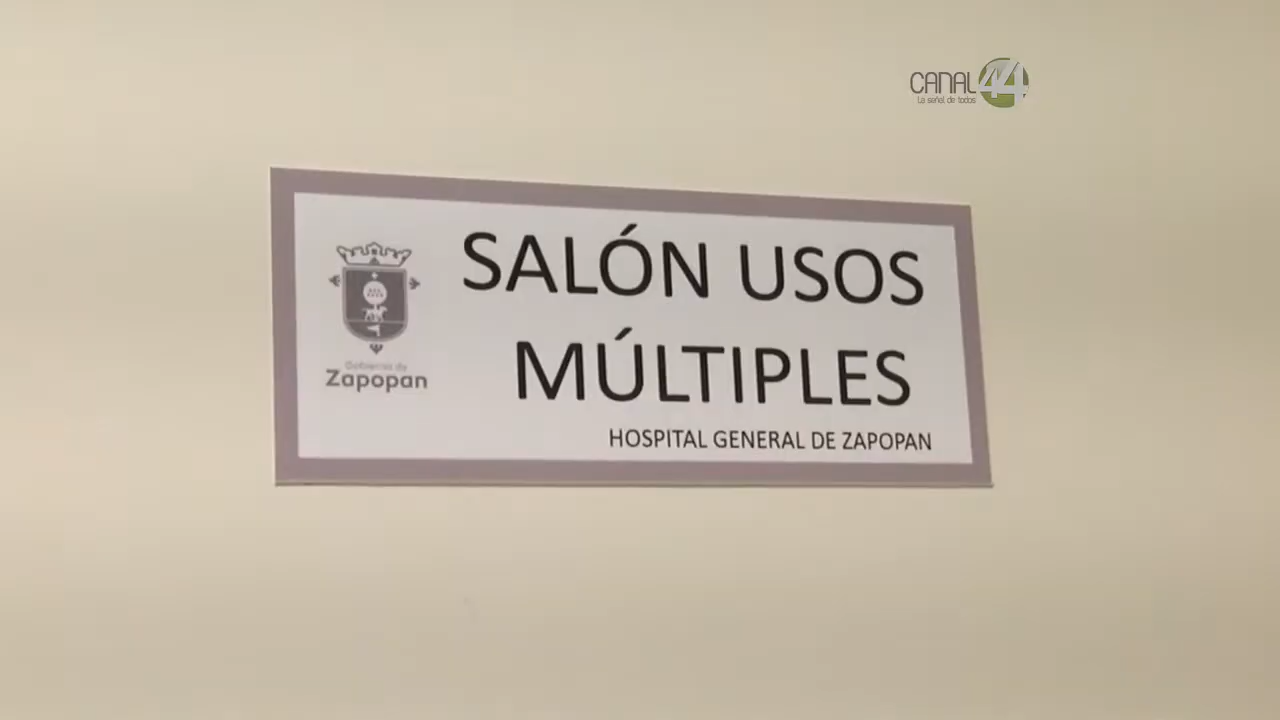 CANAL 44
La señal de todos
SALÓN USOS
MÚLTIPLES
Gobierno de
Zapopan
HOSPITAL GENERAL DE ZAPOPAN